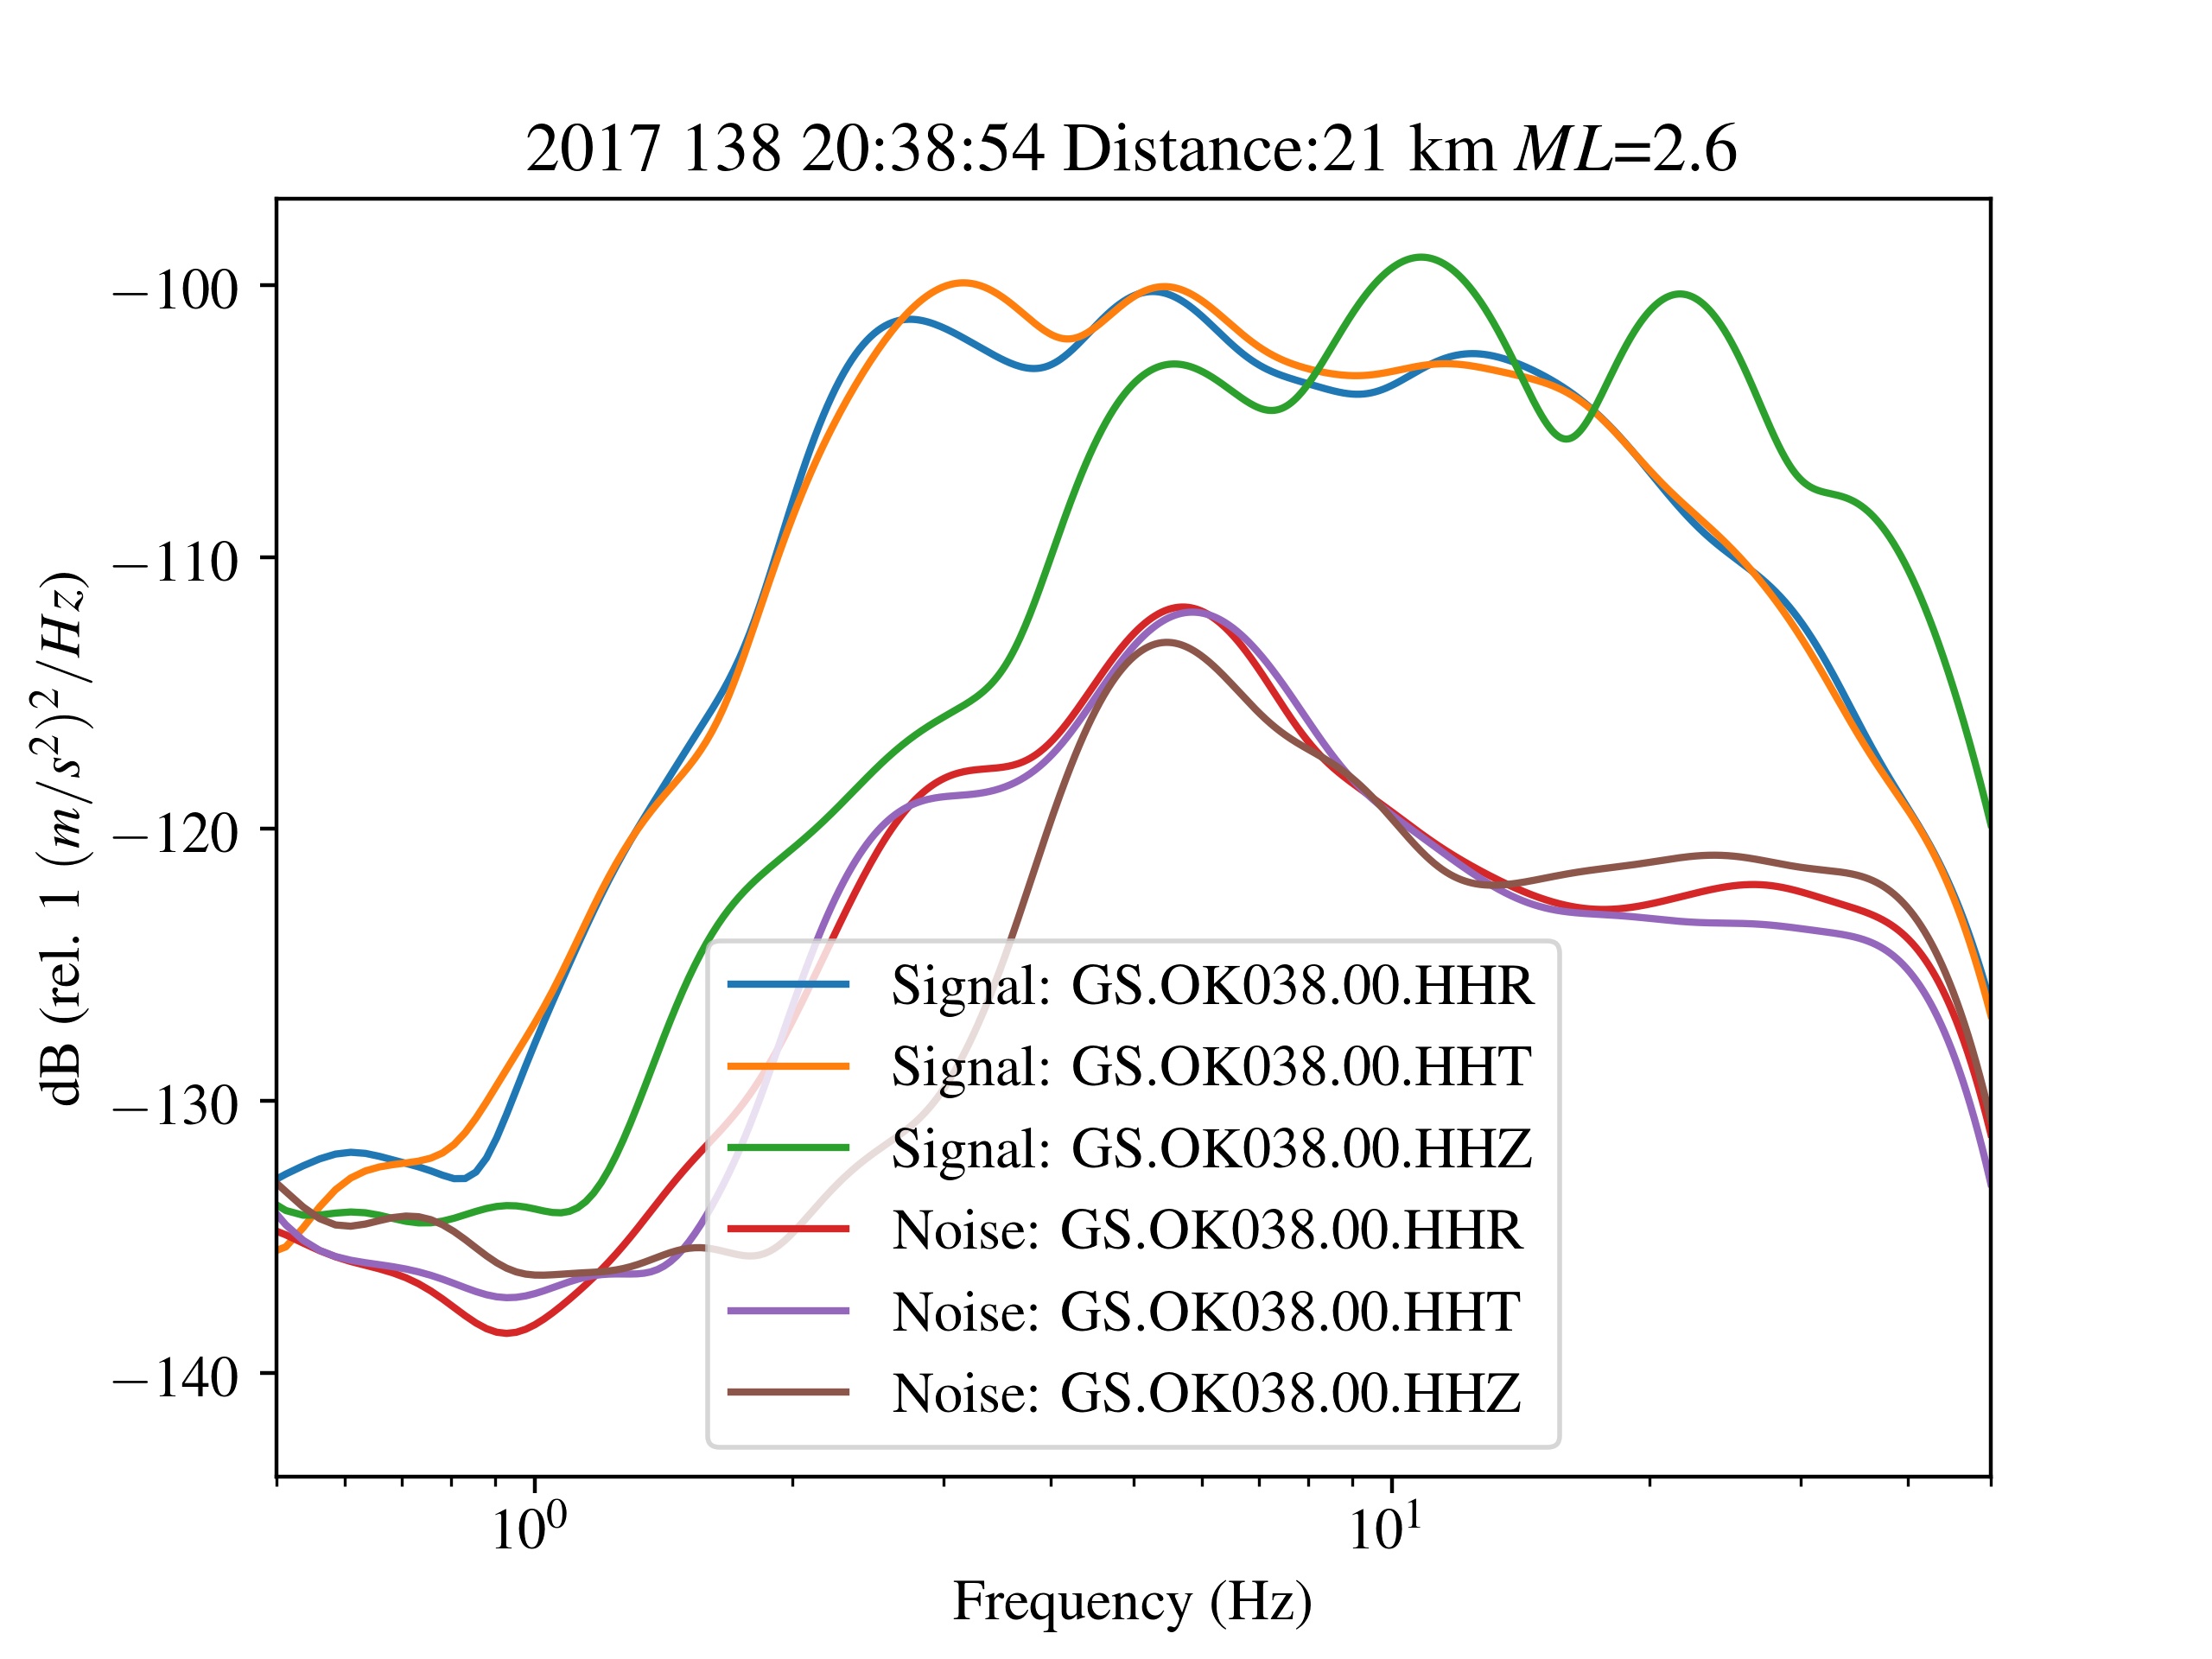 2017 138 20:38:54 Distance:21 km ML=2.6
dB (rel. 1 (m/s²)²/Hz)
−100
−110
−120
−130
−140
Signal: GS.OK038.00.HHR
Signal: GS.OK038.00.HHT
Signal: GS.OK038.00.HHZ
Noise: GS.OK038.00.HHR
Noise: GS.OK038.00.HHT
Noise: GS.OK038.00.HHZ
10⁰ 10¹
Frequency (Hz)